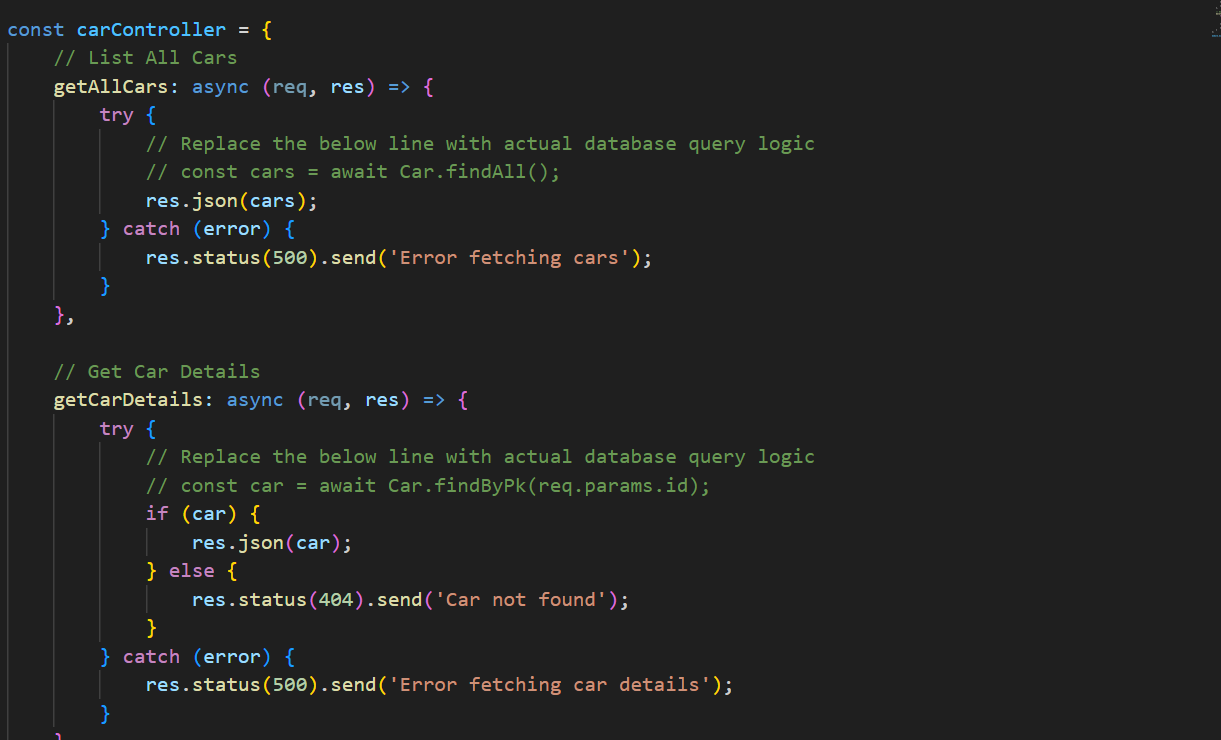 const carController = {
    // List All Cars
    getAllCars: async (req, res) => {
        try {
            // Replace the below line with actual database query logic
            // const cars = await Car.findAll();
            res.json(cars);
        } catch (error) {
            res.status(500).send('Error fetching cars');
        }
    },

    // Get Car Details
    getCarDetails: async (req, res) => {
        try {
            // Replace the below line with actual database query logic
            // const car = await Car.findByPk(req.params.id);
            if (car) {
                res.json(car);
            } else {
                res.status(404).send('Car not found');
            }
        } catch (error) {
            res.status(500).send('Error fetching car details');
        }